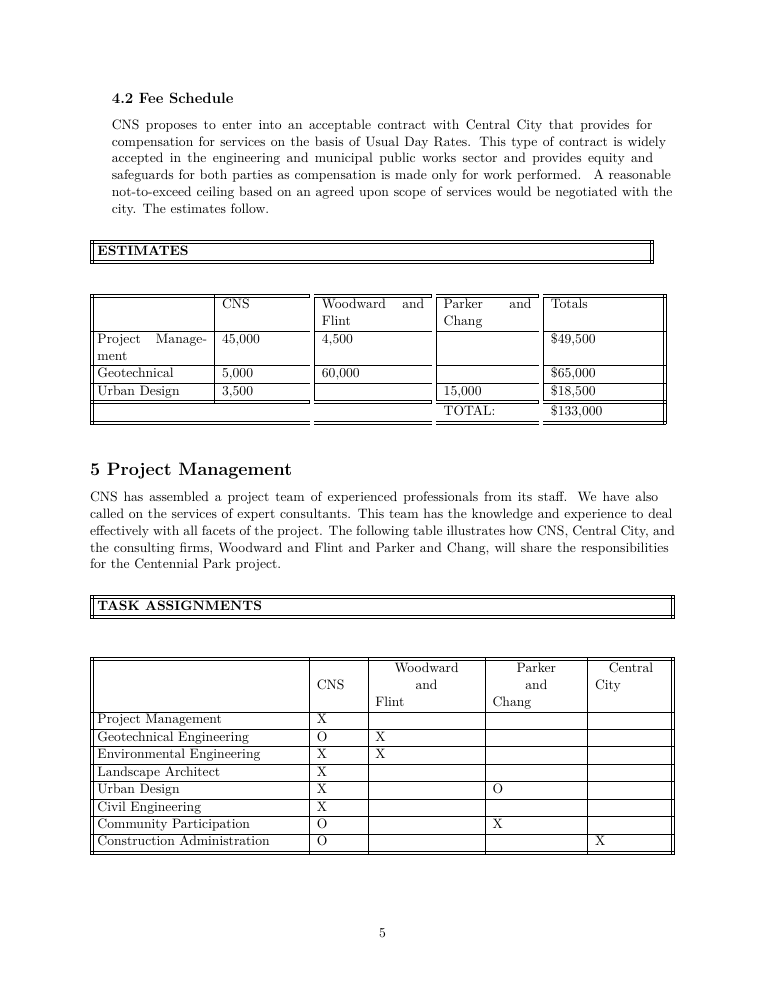 4.2 Fee Schedule
CNS proposes to enter into an acceptable contract with Central City that provides for
compensation for services on the basis of Usual Day Rates. This type of contract is widely
accepted in the engineering and municipal public works sector and provides equity and
safeguards for both parties as compensation is made only for work performed. A reasonable
not-to-exceed ceiling based on an agreed upon scope of services would be negotiated with the
city. The estimates follow.
ESTIMATES
CNS Woodward and Parker and Totals
Flint Chang
Project Manage- 45,000 4,500 $49,500
ment
Geotechnical 5,000 60,000 $65,000
Urban Design 3,500 15,000 $18,500
TOTAL: $133,000
5 Project Management
CNS has assembled a project team of experienced professionals from its staff. We have also
called on the services of expert consultants. This team has the knowledge and experience to deal
effectively with all facets of the project. The following table illustrates how CNS, Central City, and
the consulting firms, Woodward and Flint and Parker and Chang, will share the responsibilities
for the Centennial Park project.
TASK ASSIGNMENTS
Woodward Parker Central
CNS and and City
Flint Chang
Project Management X
Geotechnical Engineering O X
Environmental Engineering X X
Landscape Architect X
Urban Design X O
Civil Engineering X
Community Participation O X
Construction Administration O X
5